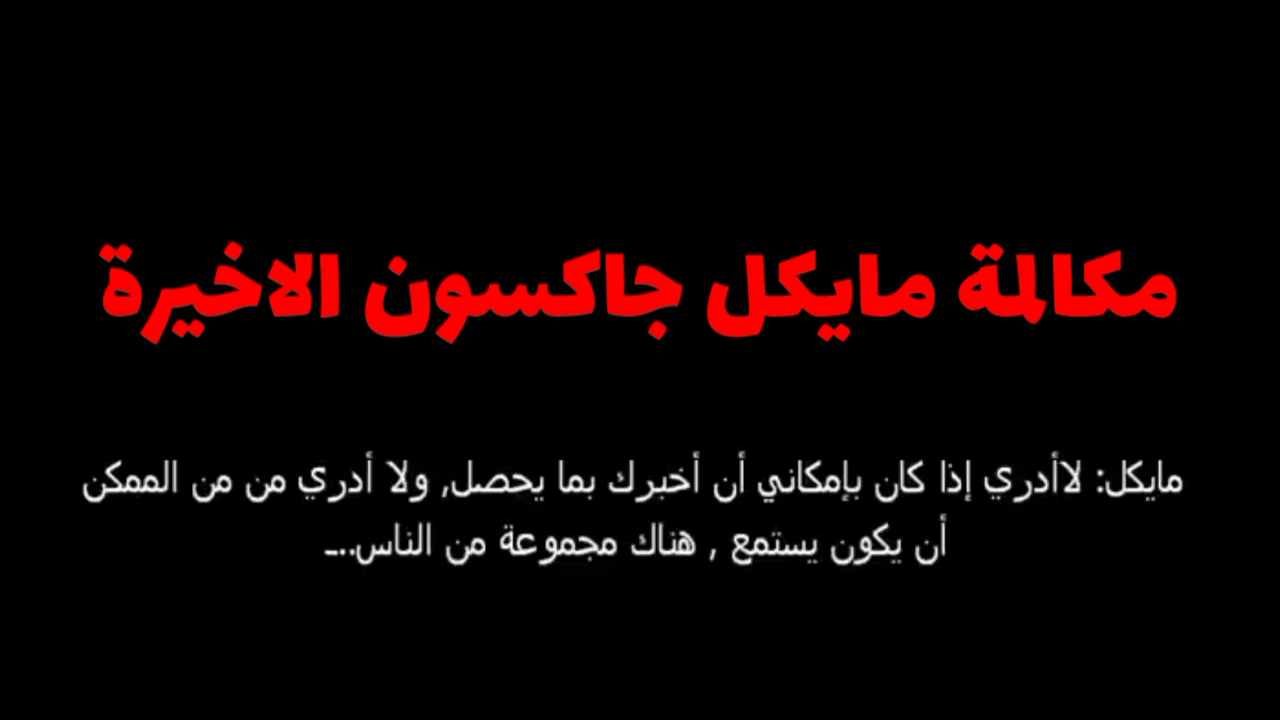 مكالمة مايكل جاكسون الاخيرة
مايكل: لاأدري إذا كان بإمكاني أن أخبرك بما يحصل, ولا أدري من من الممكن
أن يكون يستمع , هناك مجموعة من الناس...